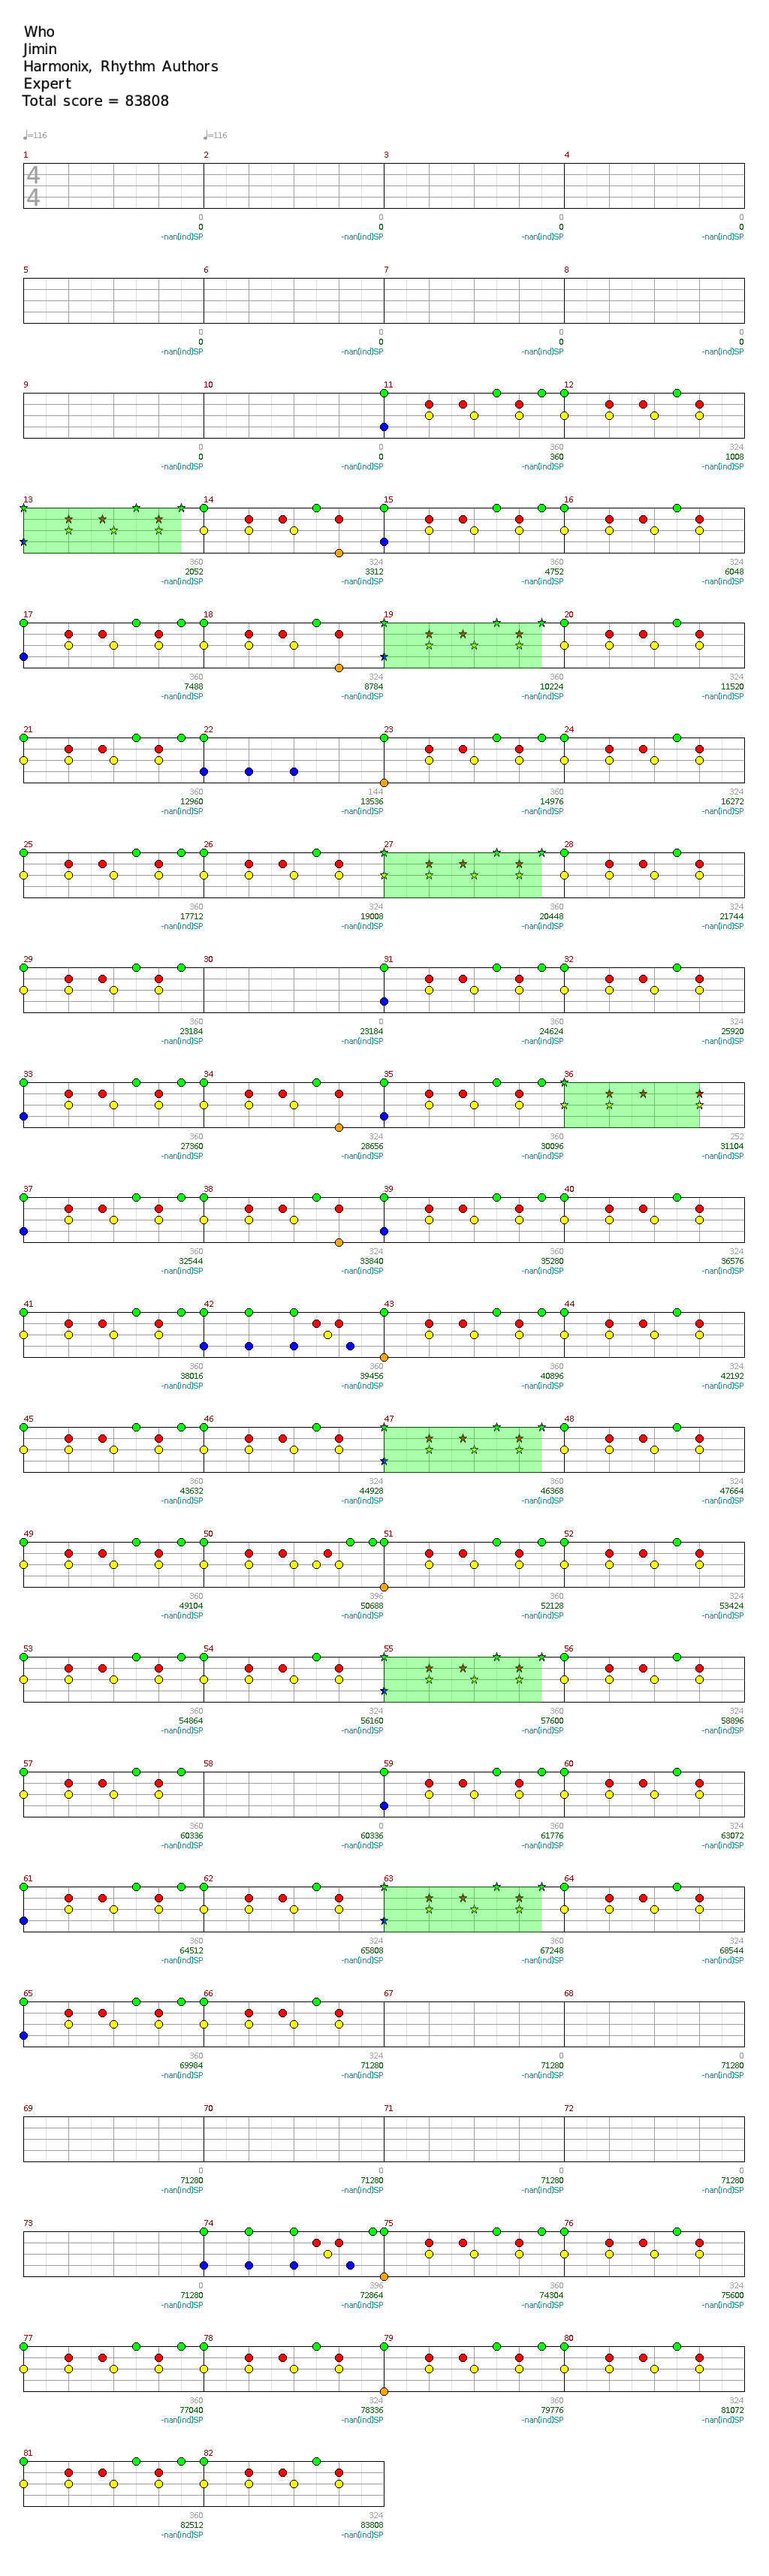 Who
Jimin
Harmonix, Rhythm Authors
Expert
Total score = 83808
♩=116 ♩=116
1 2 3 4
4
4
0 0 0 0
0 0 0 0
-nan(ind)SP -nan(ind)SP -nan(ind)SP -nan(ind)SP
5 6 7 8
0 0 0 0
0 0 0 0
-nan(ind)SP -nan(ind)SP -nan(ind)SP -nan(ind)SP
9 10 11 12
0 0 360 324
0 0 360 1008
-nan(ind)SP -nan(ind)SP -nan(ind)SP -nan(ind)SP
13 14 15 16
360 324 360 324
2052 3312 4752 6048
-nan(ind)SP -nan(ind)SP -nan(ind)SP -nan(ind)SP
17 18 19 20
360 324 360 324
7488 8784 10224 11520
-nan(ind)SP -nan(ind)SP -nan(ind)SP -nan(ind)SP
21 22 23 24
360 144 360 324
12960 13536 14976 16272
-nan(ind)SP -nan(ind)SP -nan(ind)SP -nan(ind)SP
25 26 27 28
360 324 360 324
17712 19008 20448 21744
-nan(ind)SP -nan(ind)SP -nan(ind)SP -nan(ind)SP
29 30 31 32
360 0 360 324
23184 23184 24624 25920
-nan(ind)SP -nan(ind)SP -nan(ind)SP -nan(ind)SP
33 34 35 36
360 324 360 252
27360 28656 30096 31104
-nan(ind)SP -nan(ind)SP -nan(ind)SP -nan(ind)SP
37 38 39 40
360 324 360 324
32544 33840 35280 36576
-nan(ind)SP -nan(ind)SP -nan(ind)SP -nan(ind)SP
41 42 43 44
360 360 360 324
38016 39456 40896 42192
-nan(ind)SP -nan(ind)SP -nan(ind)SP -nan(ind)SP
45 46 47 48
360 324 360 324
43632 44928 46368 47664
-nan(ind)SP -nan(ind)SP -nan(ind)SP -nan(ind)SP
49 50 51 52
360 396 360 324
49104 50688 52128 53424
-nan(ind)SP -nan(ind)SP -nan(ind)SP -nan(ind)SP
53 54 55 56
360 324 360 324
54864 56160 57600 58896
-nan(ind)SP -nan(ind)SP -nan(ind)SP -nan(ind)SP
57 58 59 60
360 0 360 324
60336 60336 61776 63072
-nan(ind)SP -nan(ind)SP -nan(ind)SP -nan(ind)SP
61 62 63 64
360 324 360 324
64512 65808 67248 68544
-nan(ind)SP -nan(ind)SP -nan(ind)SP -nan(ind)SP
65 66 67 68
360 324 0 0
69984 71280 71280 71280
-nan(ind)SP -nan(ind)SP -nan(ind)SP -nan(ind)SP
69 70 71 72
0 0 0 0
71280 71280 71280 71280
-nan(ind)SP -nan(ind)SP -nan(ind)SP -nan(ind)SP
73 74 75 76
0 396 360 324
71280 72864 74304 75600
-nan(ind)SP -nan(ind)SP -nan(ind)SP -nan(ind)SP
77 78 79 80
360 324 360 324
77040 78336 79776 81072
-nan(ind)SP -nan(ind)SP -nan(ind)SP -nan(ind)SP
81 82
360 324
82512 83808
-nan(ind)SP -nan(ind)SP